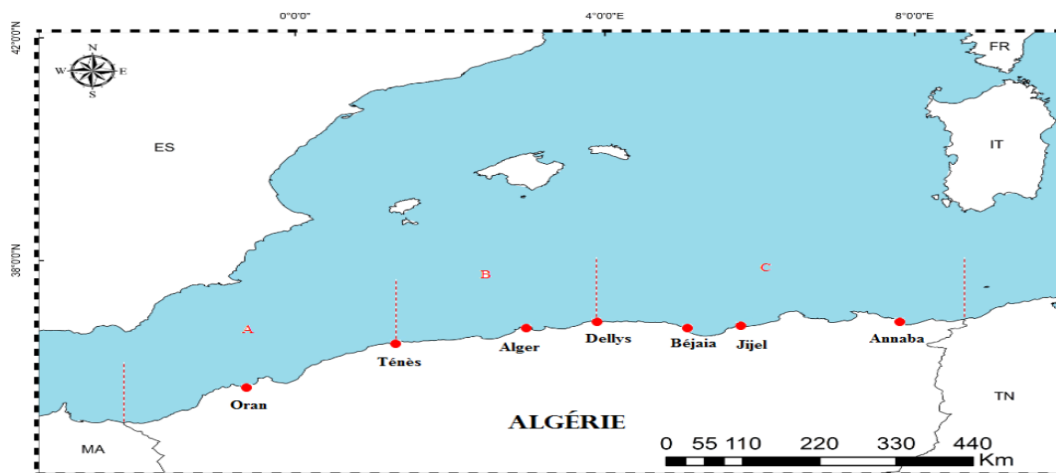 0°0'0"E 4°0'0"E 8°0'0"E
42°0'0"N
38°0'0"N
N
W E
S
FR
ES
IT
B
C
A
Ténès
Alger
Dellys
Béjaia
Jijel
Annaba
Oran
ALGÉRIE
TN
MA
0 55 110 220 330 440
Km